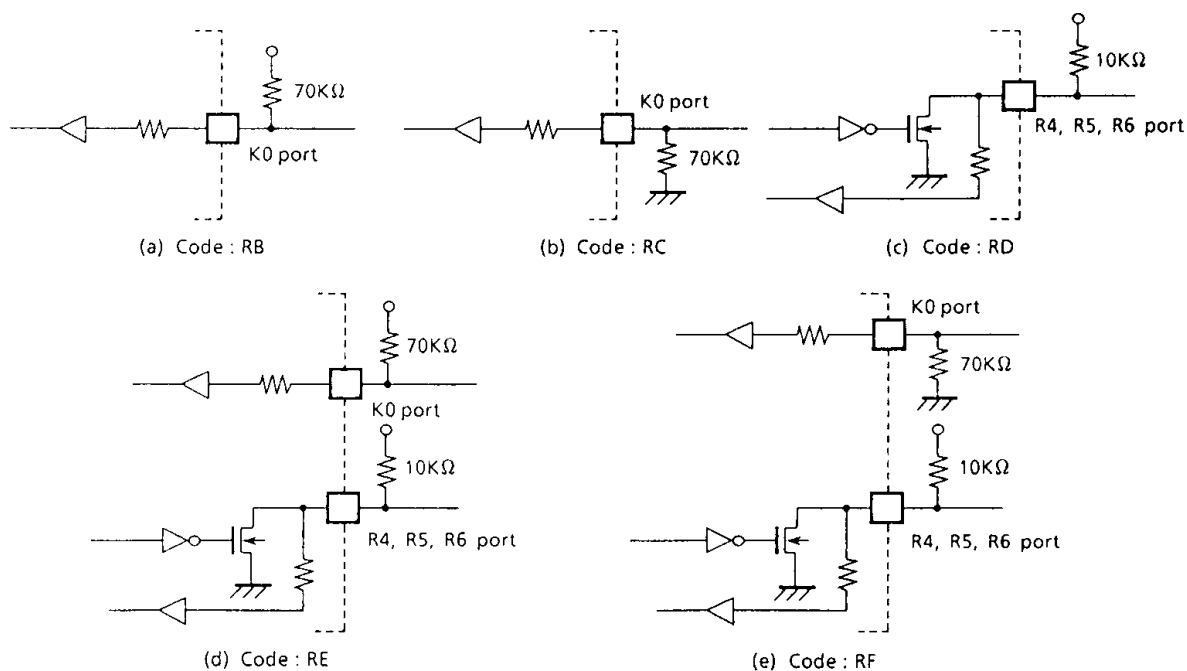 70KΩ
K0 port
(a) Code : RB
K0 port
70KΩ
(b) Code : RC
10KΩ
R4, R5, R6 port
(c) Code : RD
70KΩ
K0 port
10KΩ
R4, R5, R6 port
(d) Code : RE
K0 port
70KΩ
10KΩ
R4, R5, R6 port
(e) Code : RF